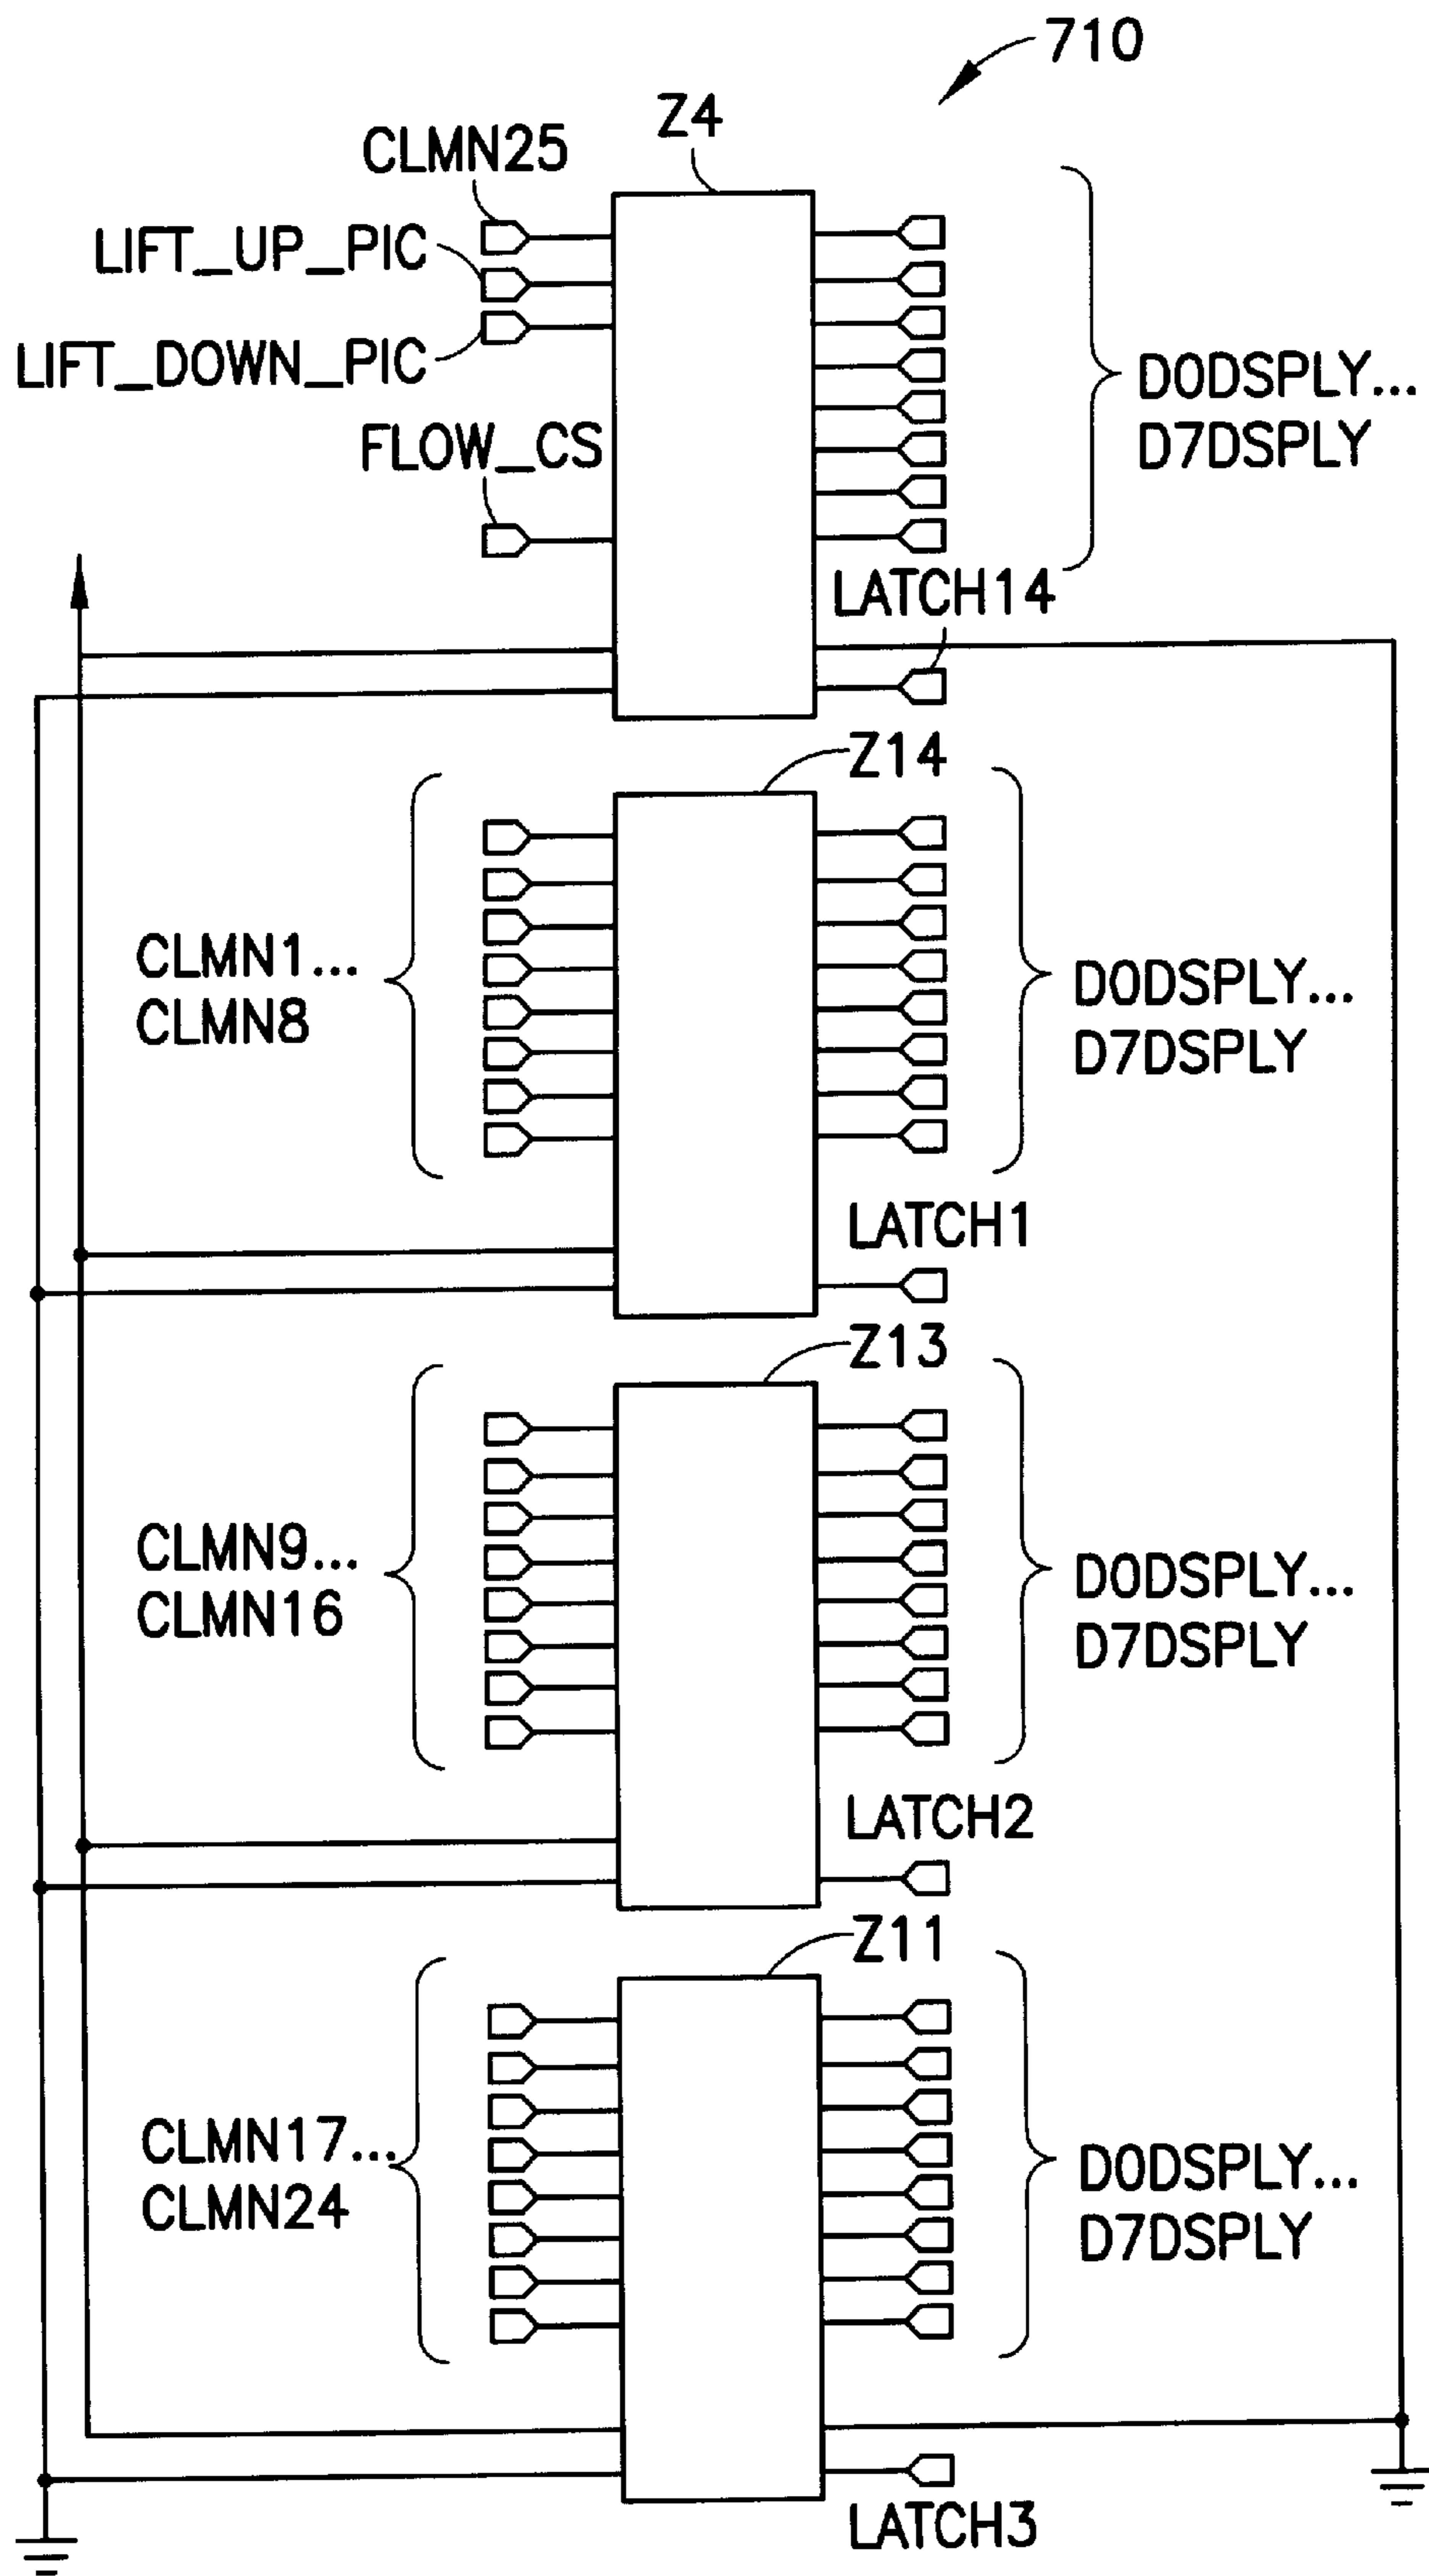 710
Z4
CLMN25
LIFT_UP_PIC
LIFT_DOWN_PIC
FLOW_CS
D0DSPLY...
D7DSPLY
LATCH14
Z14
CLMN1...
CLMN8
D0DSPLY...
D7DSPLY
LATCH1
Z13
CLMN9...
CLMN16
D0DSPLY...
D7DSPLY
LATCH2
Z11
CLMN17...
CLMN24
D0DSPLY...
D7DSPLY
LATCH3